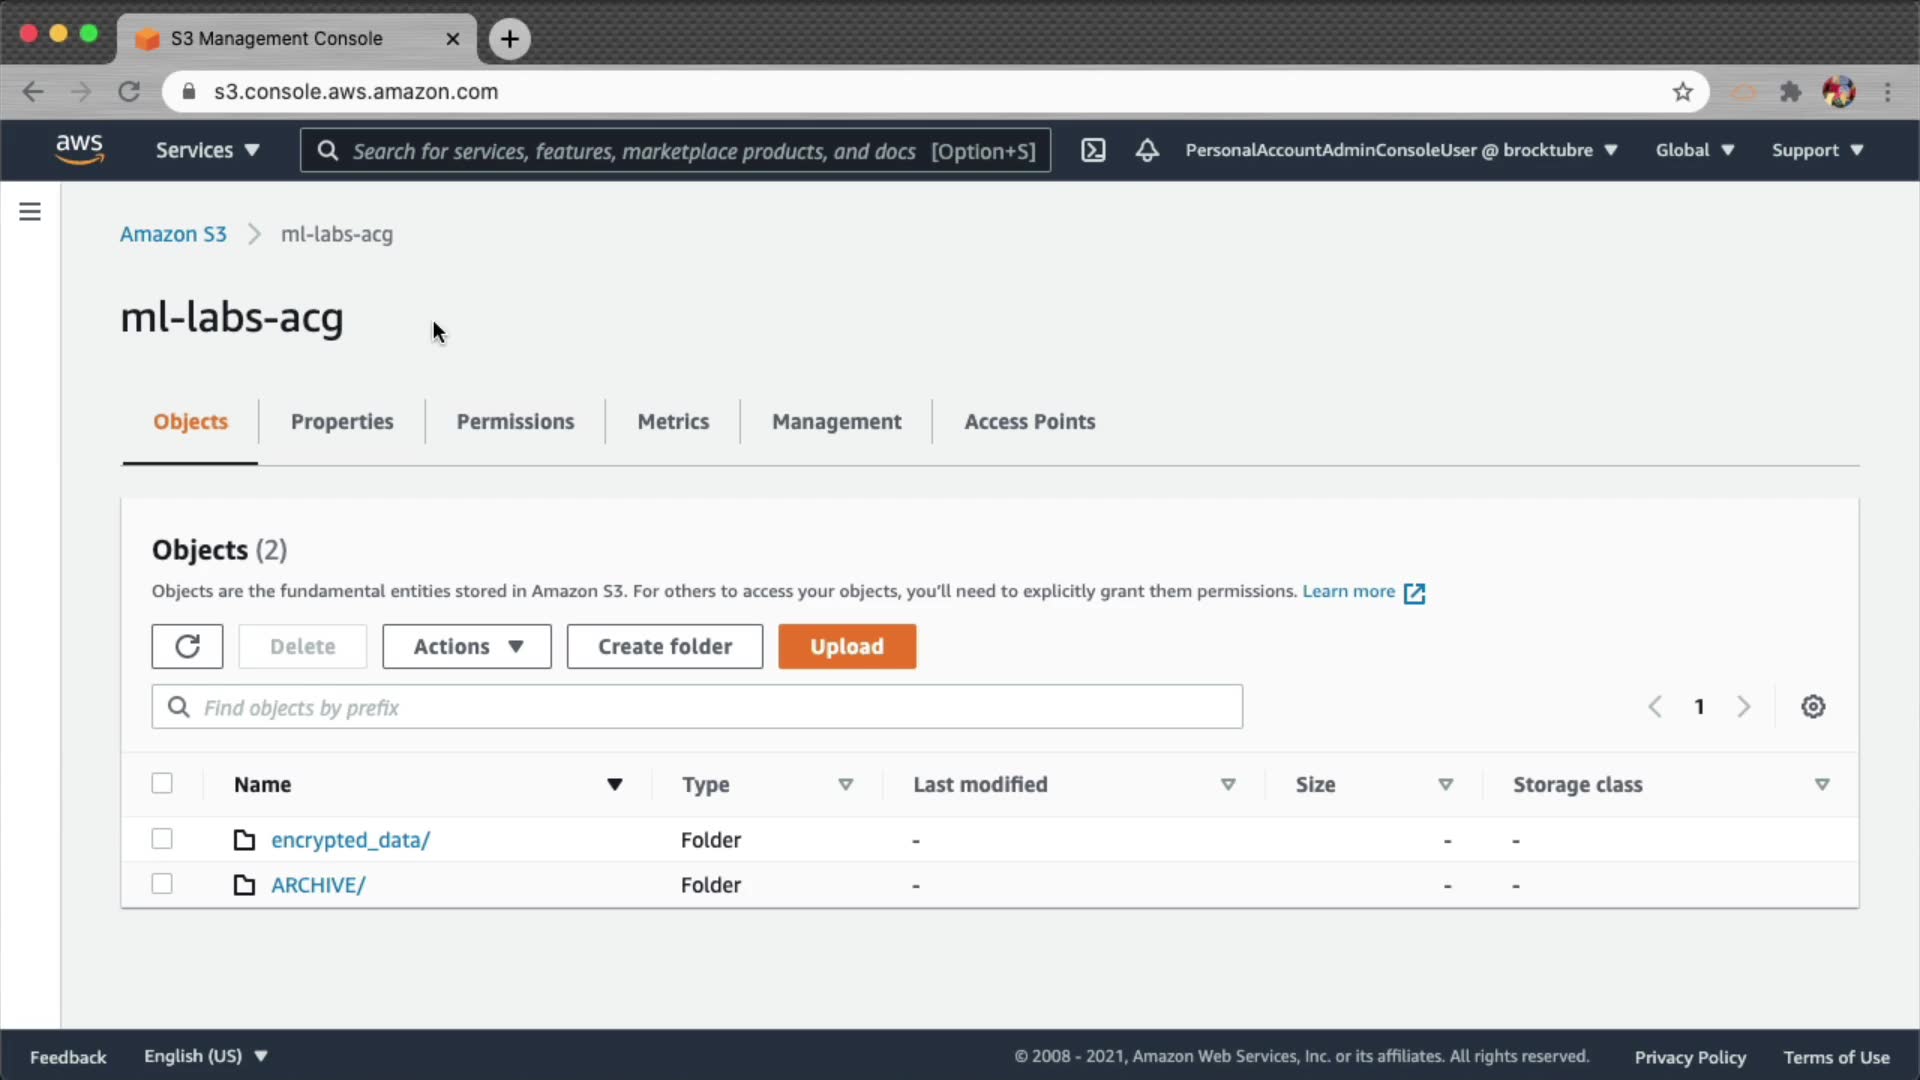 S3 Management Console
s3.console.aws.amazon.com
aws
Services
Search for services, features, marketplace products, and docs [Option+S]
PersonalAccountAdminConsoleUser @ brocktubre
Global
Support
Amazon S3
ml-labs-acg
ml-labs-acg
Objects
Properties
Permissions
Metrics
Management
Access Points
Objects (2)
Objects are the fundamental entities stored in Amazon S3. For others to access your objects, you'll need to explicitly grant them permissions. Learn more
Delete
Actions
Create folder
Upload
Find objects by prefix
1
Name
Type
Last modified
Size
Storage class
encrypted_data/ Folder - - -
ARCHIVE/ Folder - - -
Feedback
English (US)
© 2008 - 2021, Amazon Web Services, Inc. or its affiliates. All rights reserved.
Privacy Policy
Terms of Use